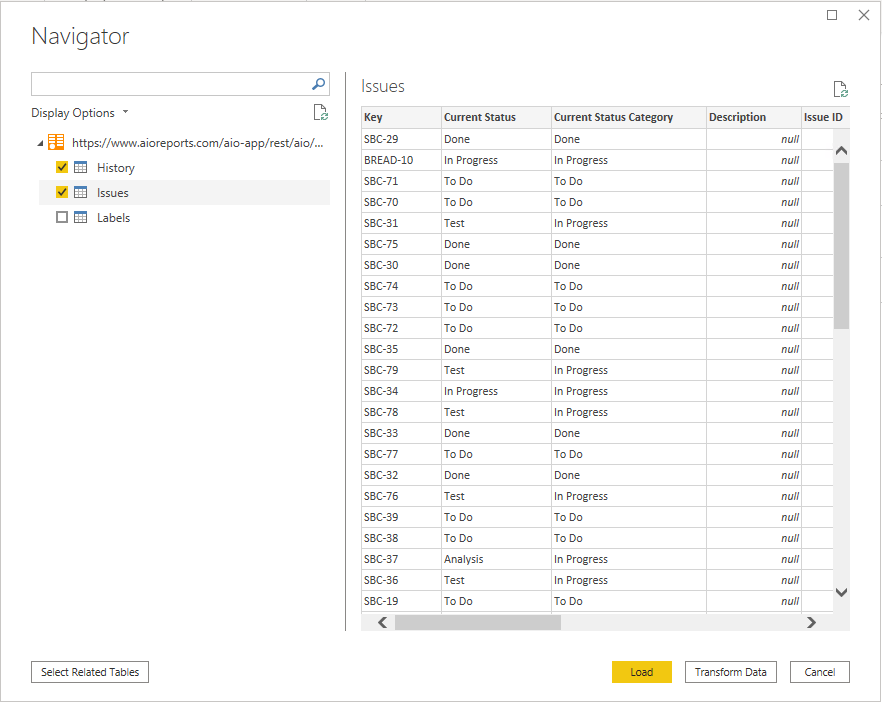 Navigator
Display Options
https://www.aioreports.com/aio-app/rest/aio/...
History
Issues
Labels
Issues
Key Current Status Current Status Category Description Issue ID
SBC-29 Done Done null
BREAD-10 In Progress In Progress null
SBC-71 To Do To Do null
SBC-70 To Do To Do null
SBC-31 Test In Progress null
SBC-75 Done Done null
SBC-30 Done Done null
SBC-74 To Do To Do null
SBC-73 To Do To Do null
SBC-72 To Do To Do null
SBC-35 Done Done null
SBC-79 Test In Progress null
SBC-34 In Progress In Progress null
SBC-78 Test In Progress null
SBC-33 Done Done null
SBC-77 To Do To Do null
SBC-32 Done Done null
SBC-76 Test In Progress null
SBC-39 To Do To Do null
SBC-38 To Do To Do null
SBC-37 Analysis In Progress null
SBC-36 Test In Progress null
SBC-19 To Do To Do null
Select Related Tables Load Transform Data Cancel